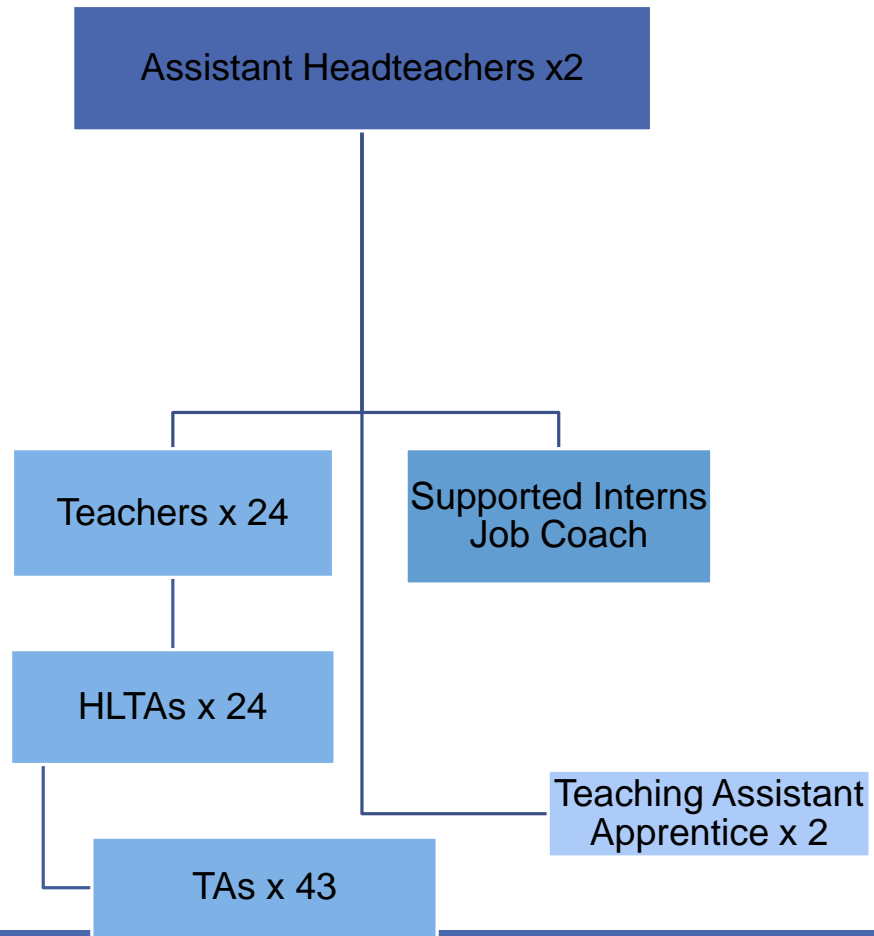 Assistant Headteachers x2
Teachers x 24
Supported Interns
Job Coach
HLTAs x 24
Teaching Assistant
Apprentice x 2
TAs x 43